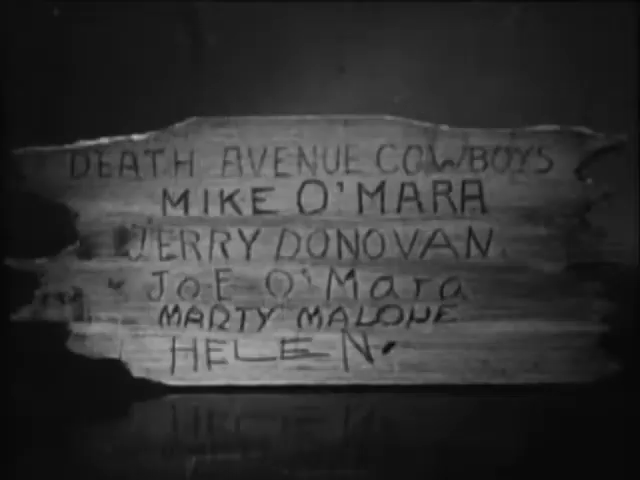 DEATH AVENUE COWBOYS
MIKE O'MARA
JERRY DONOVAN
JOE O'Mara
MARTY MALONE
HELEN.